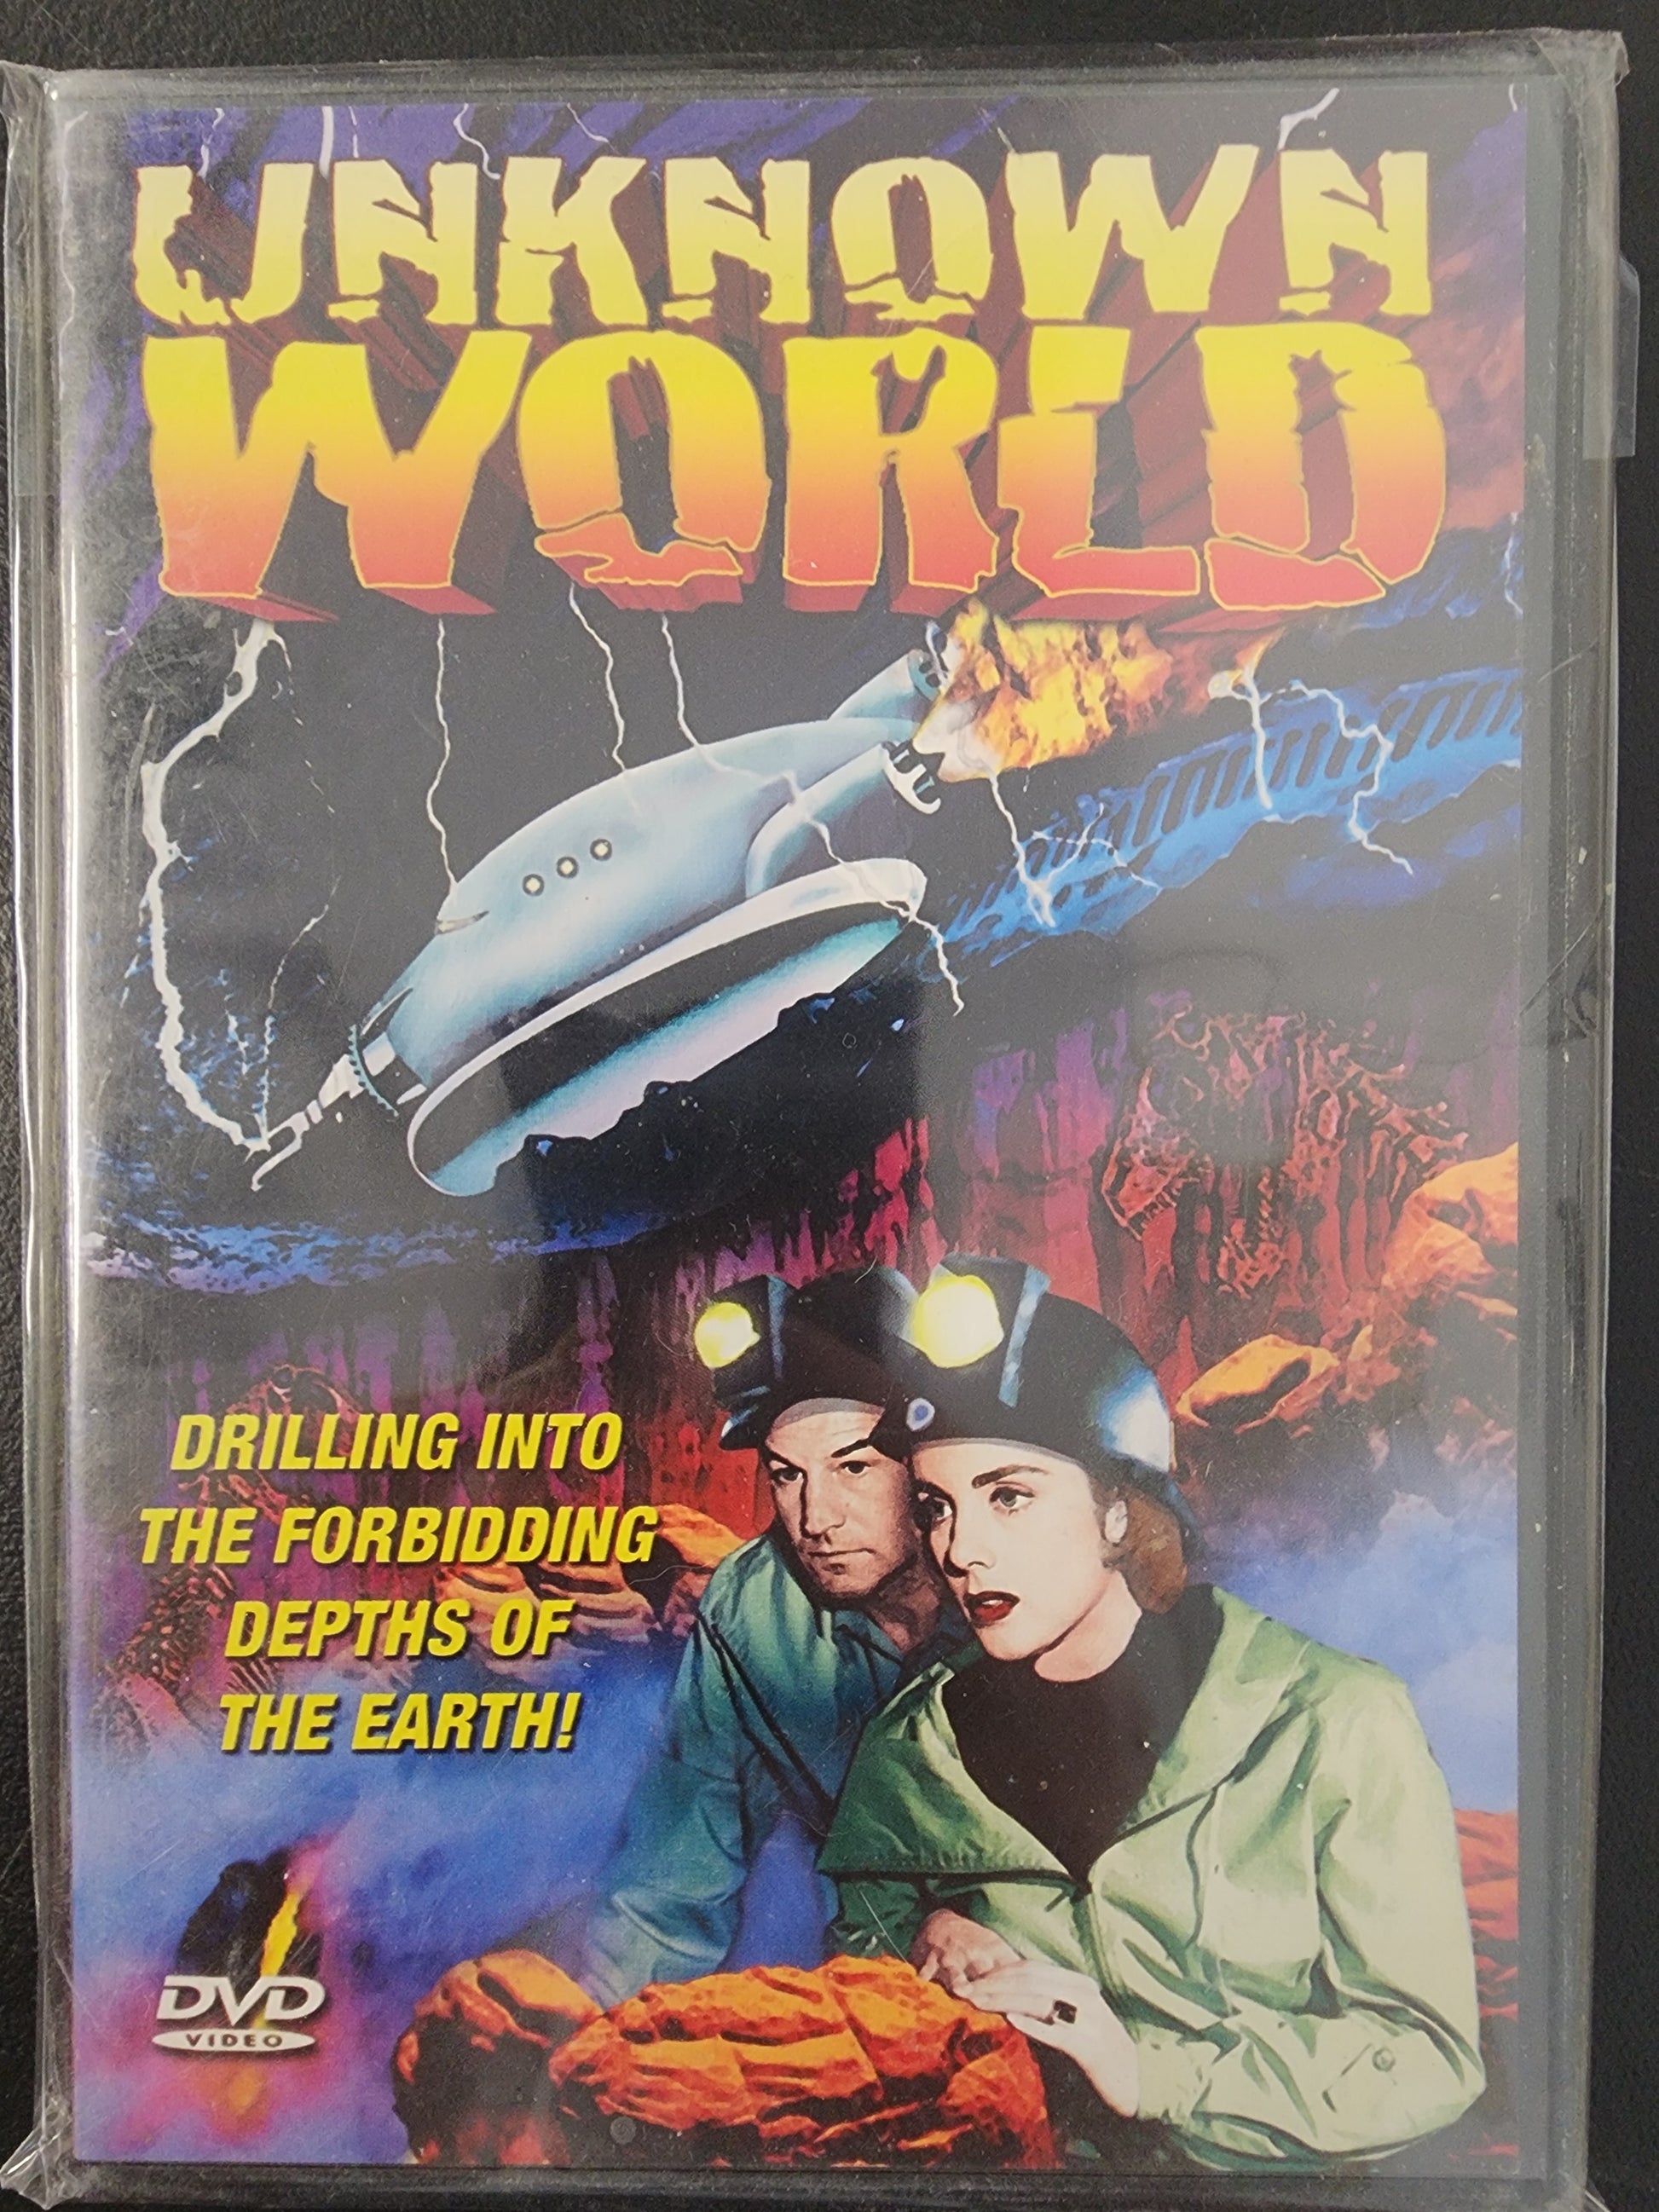 UNKNOWN
WORLD
DRILLING INTO
THE FORBIDDING
DEPTHS OF
THE EARTH!
DVD
VIDEO